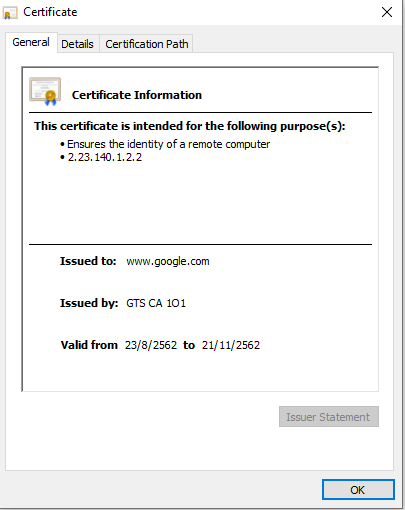 Certificate
General Details Certification Path
Certificate Information
This certificate is intended for the following purpose(s):
• Ensures the identity of a remote computer
• 2.23.140.1.2.2
Issued to: www.google.com
Issued by: GTS CA 1O1
Valid from 23/8/2562 to 21/11/2562
Issuer Statement
OK